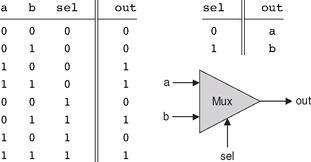 a b sel out
0 0 0 0
0 1 0 0
1 0 0 1
1 1 0 1
0 0 1 0
0 1 1 1
1 0 1 0
1 1 1 1
sel out
0 a
1 b
a
b
Mux
out
sel